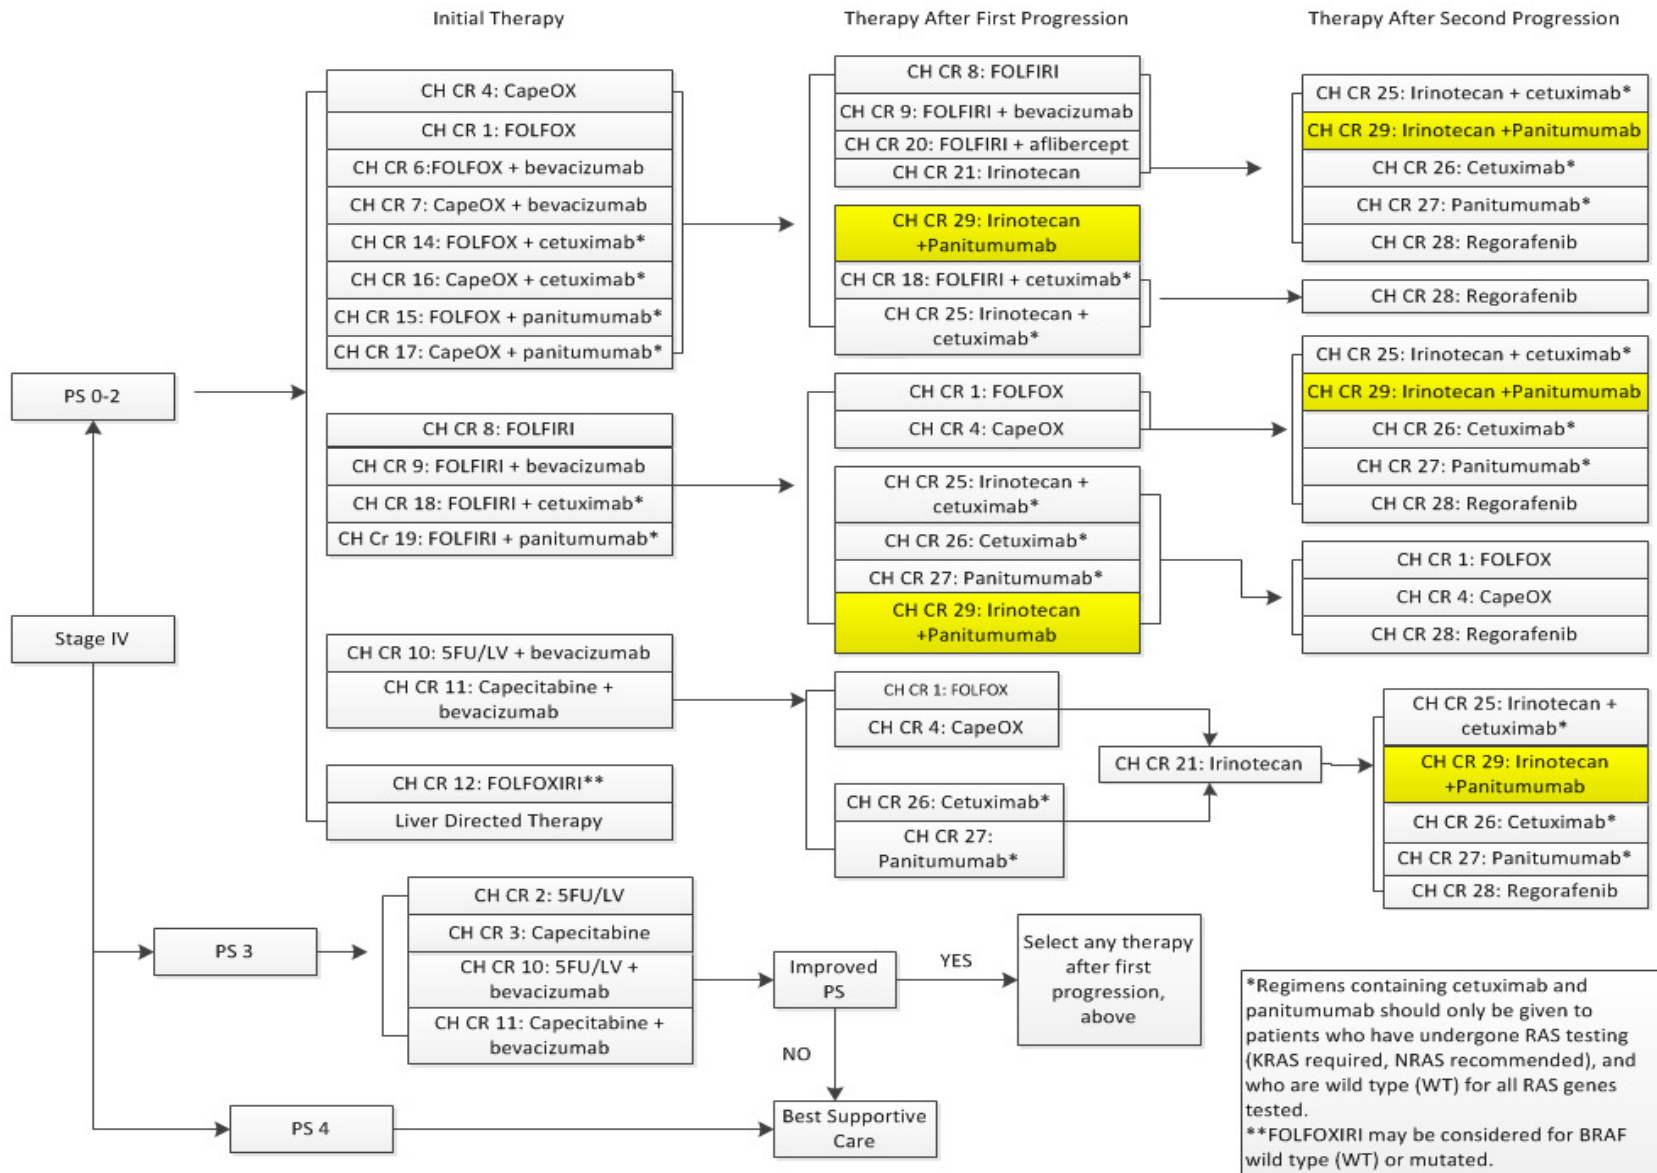 Initial Therapy
Therapy After First Progression
Therapy After Second Progression
CH CR 4: CapeOX
CH CR 1: FOLFOX
CH CR 6:FOLFOX + bevacizumab
CH CR 7: CapeOX + bevacizumab
CH CR 14: FOLFOX + cetuximab*
CH CR 16: CapeOX + cetuximab*
CH CR 15: FOLFOX + panitumumab*
CH CR 17: CapeOX + panitumumab*
CH CR 8: FOLFIRI
CH CR 9: FOLFIRI + bevacizumab
CH CR 20: FOLFIRI + aflibercept
CH CR 21: Irinotecan
CH CR 29: Irinotecan
+Panitumumab
CH CR 18: FOLFIRI + cetuximab*
CH CR 25: Irinotecan +
cetuximab*
CH CR 25: Irinotecan + cetuximab*
CH CR 29: Irinotecan +Panitumumab
CH CR 26: Cetuximab*
CH CR 27: Panitumumab*
CH CR 28: Regorafenib
CH CR 28: Regorafenib
PS 0-2
CH CR 8: FOLFIRI
CH CR 9: FOLFIRI + bevacizumab
CH CR 18: FOLFIRI + cetuximab*
CH Cr 19: FOLFIRI + panitumumab*
CH CR 1: FOLFOX
CH CR 4: CapeOX
CH CR 25: Irinotecan +
cetuximab*
CH CR 26: Cetuximab*
CH CR 27: Panitumumab*
CH CR 29: Irinotecan
+Panitumumab
CH CR 25: Irinotecan + cetuximab*
CH CR 29: Irinotecan +Panitumumab
CH CR 26: Cetuximab*
CH CR 27: Panitumumab*
CH CR 28: Regorafenib
CH CR 1: FOLFOX
CH CR 4: CapeOX
CH CR 28: Regorafenib
Stage IV
CH CR 10: 5FU/LV + bevacizumab
CH CR 11: Capecitabine +
bevacizumab
CH CR 1: FOLFOX
CH CR 4: CapeOX
CH CR 26: Cetuximab*
CH CR 27:
Panitumumab*
CH CR 21: Irinotecan
CH CR 25: Irinotecan +
cetuximab*
CH CR 29: Irinotecan
+Panitumumab
CH CR 26: Cetuximab*
CH CR 27: Panitumumab*
CH CR 28: Regorafenib
CH CR 12: FOLFOXIRI**
Liver Directed Therapy
PS 3
CH CR 2: 5FU/LV
CH CR 3: Capecitabine
CH CR 10: 5FU/LV +
bevacizumab
CH CR 11: Capecitabine +
bevacizumab
Improved
PS
YES
Select any therapy
after first
progression,
above
NO
PS 4
Best Supportive
Care
*Regimens containing cetuximab and
panitumumab should only be given to
patients who have undergone RAS testing
(KRAS required, NRAS recommended), and
who are wild type (WT) for all RAS genes
tested.
**FOLFOXIRI may be considered for BRAF
wild type (WT) or mutated.